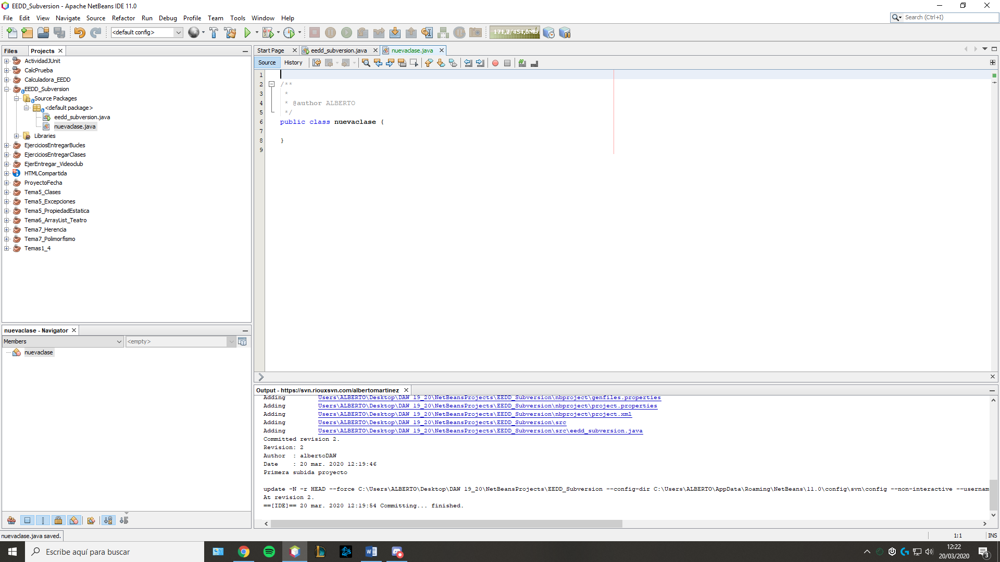 EEDD_Subversion - Apache NetBeans IDE 11.0
File Edit View Navigate Source Refactor Run Debug Profile Team Tools Window Help
Search (Ctrl+I)
<default config>
171,7/454,0MB
Files Projects
ActividadJUnit
CalcPrueba
Calculadora_EEDD
EEDD_Subversion
Source Packages
<default package>
eedd_subversion.java
nuevaclase.java
Libraries
EjerciciosEntregarBucles
EjerciciosEntregarClases
EjerEntregar_Videoclub
HTMLCompartida
ProyectoFecha
Tema5_Clases
Tema5_Excepciones
Tema5_PropiedadEstatica
Tema6_ArrayList_Teatro
Tema7_Herencia
Tema7_Polimorfismo
Temas1_4
nuevaclase - Navigator
Members <empty>
nuevaclase
Start Page eedd_subversion.java nuevaclase.java
Source History
1
2 /**
3 *
4 * @author ALBERTO
5 */
6 public class nuevaclase {
7
8 }
9
Output - https://svn.riouxsvn.com/albertomartinez
Adding Users\ALBERTO\Desktop\DAW 19_20\NetBeansProjects\EEDD_Subversion\nbproject\genfiles.properties
Adding Users\ALBERTO\Desktop\DAW 19_20\NetBeansProjects\EEDD_Subversion\nbproject\project.properties
Adding Users\ALBERTO\Desktop\DAW 19_20\NetBeansProjects\EEDD_Subversion\nbproject\project.xml
Adding Users\ALBERTO\Desktop\DAW 19_20\NetBeansProjects\EEDD_Subversion\src
Adding Users\ALBERTO\Desktop\DAW 19_20\NetBeansProjects\EEDD_Subversion\src\eedd_subversion.java
Committed revision 2.
Revision: 2
Author : albertoDAW
Date : 20 mar. 2020 12:19:46
Primera subida proyecto
update -N -r HEAD --force C:\Users\ALBERTO\Desktop\DAW 19_20\NetBeansProjects\EEDD_Subversion --config-dir C:\Users\ALBERTO\AppData\Roaming\NetBeans\11.0\config\svn\config --non-interactive --usernam
At revision 2.
==[IDE]== 20 mar. 2020 12:19:54 Committing... finished.
nuevaclase.java saved.
1:1 INS
Escribe aquí para buscar
12:22
20/03/2020
3